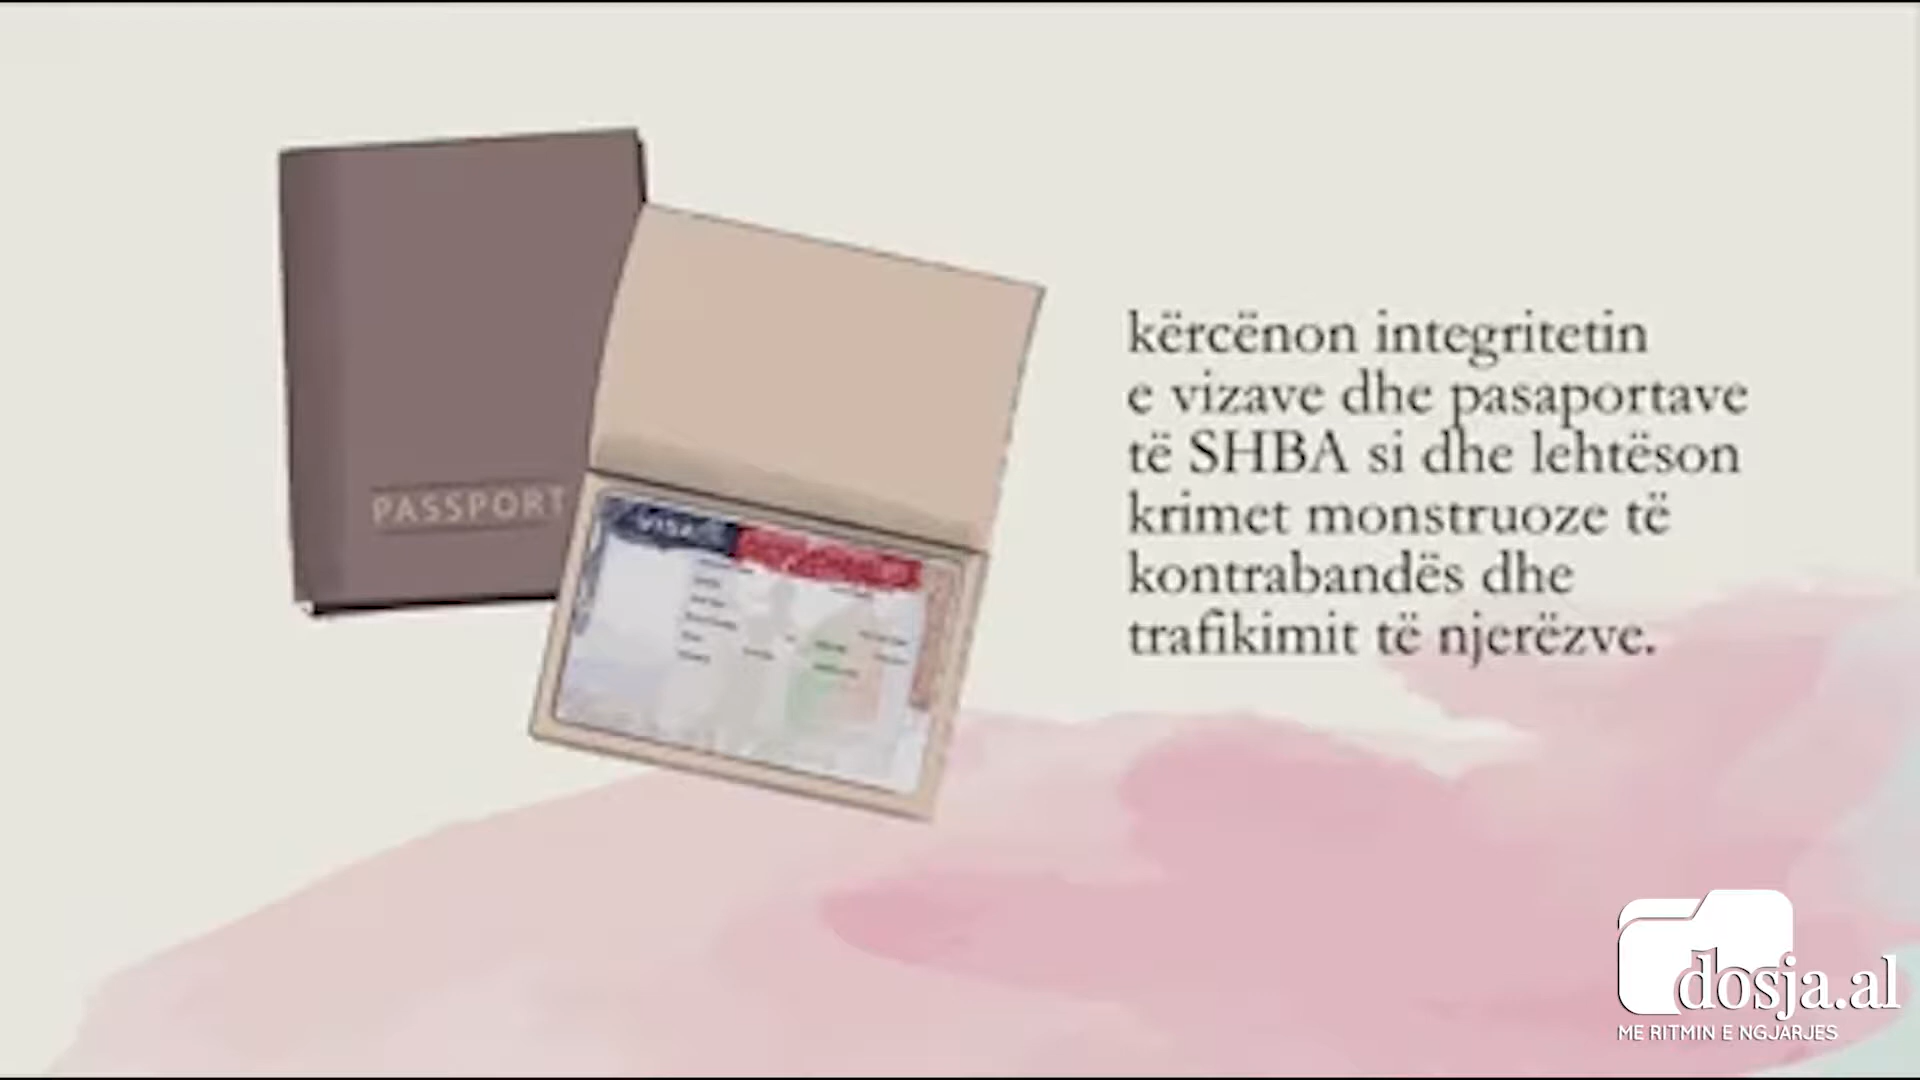 PASSPORT
VISA
kërcënon integritetin
e vizave dhe pasaportave
të SHBA si dhe lehtëson
krimet monstruoze të
kontrabandës dhe
trafikimit të njerëzve.
dosja.al
ME RITMIN E NGJARJES